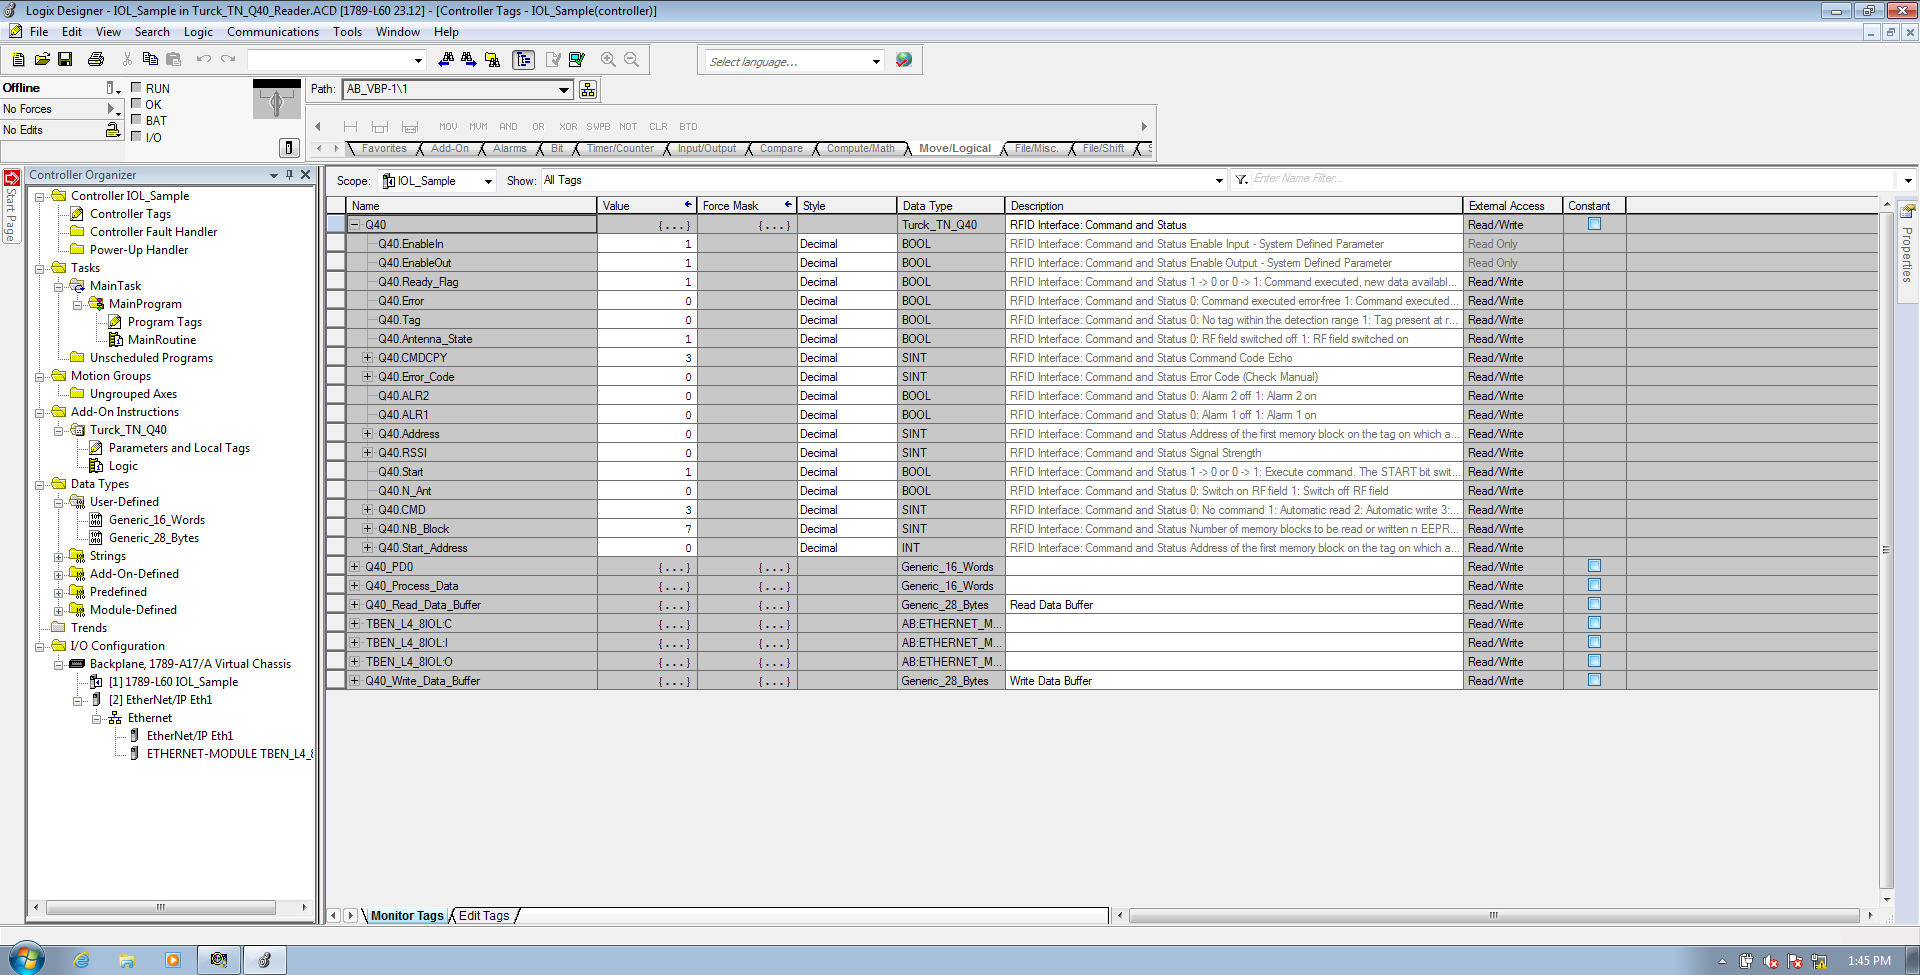 Logix Designer - IOL_Sample in Turck_TN_Q40_Reader.ACD [1789-L60 23.12] - [Controller Tags - IOL_Sample(controller)]
File Edit View Search Logic Communications Tools Window Help
Select language...
Offline
RUN
Path: AB_VBP-1\1
No Forces
OK
No Edits
BAT
I/O
MOV MVM AND OR XOR SWPB NOT CLR BTD
Favorites Add-On Alarms Bit Timer/Counter Input/Output Compare Compute/Math Move/Logical File/Misc. File/Shift
Start Page
Controller Organizer
Controller IOL_Sample
Controller Tags
Controller Fault Handler
Power-Up Handler
Tasks
MainTask
MainProgram
Program Tags
MainRoutine
Unscheduled Programs
Motion Groups
Ungrouped Axes
Add-On Instructions
Turck_TN_Q40
Parameters and Local Tags
Logic
Data Types
User-Defined
Generic_16_Words
Generic_28_Bytes
Strings
Add-On-Defined
Predefined
Module-Defined
Trends
I/O Configuration
Backplane, 1789-A17/A Virtual Chassis
[1] 1789-L60 IOL_Sample
[2] EtherNet/IP Eth1
Ethernet
EtherNet/IP Eth1
ETHERNET-MODULE TBEN_L4_8
Scope: IOL_Sample Show: All Tags Enter Name Filter...
Name Value Force Mask Style Data Type Description External Access Constant
Q40 {...} {...} Turck_TN_Q40 RFID Interface: Command and Status Read/Write
Q40.EnableIn 1 Decimal BOOL RFID Interface: Command and Status Enable Input - System Defined Parameter Read Only
Q40.EnableOut 1 Decimal BOOL RFID Interface: Command and Status Enable Output - System Defined Parameter Read Only
Q40.Ready_Flag 1 Decimal BOOL RFID Interface: Command and Status 1 -> 0 or 0 -> 1: Command executed, new data availabl... Read/Write
Q40.Error 0 Decimal BOOL RFID Interface: Command and Status 0: Command executed error-free 1: Command executed... Read/Write
Q40.Tag 0 Decimal BOOL RFID Interface: Command and Status 0: No tag within the detection range 1: Tag present at r... Read/Write
Q40.Antenna_State 1 Decimal BOOL RFID Interface: Command and Status 0: RF field switched off 1: RF field switched on Read/Write
Q40.CMDCPY 3 Decimal SINT RFID Interface: Command and Status Command Code Echo Read/Write
Q40.Error_Code 0 Decimal SINT RFID Interface: Command and Status Error Code (Check Manual) Read/Write
Q40.ALR2 0 Decimal BOOL RFID Interface: Command and Status 0: Alarm 2 off 1: Alarm 2 on Read/Write
Q40.ALR1 0 Decimal BOOL RFID Interface: Command and Status 0: Alarm 1 off 1: Alarm 1 on Read/Write
Q40.Address 0 Decimal SINT RFID Interface: Command and Status Address of the first memory block on the tag on which a... Read/Write
Q40.RSSI 0 Decimal SINT RFID Interface: Command and Status Signal Strength Read/Write
Q40.Start 1 Decimal BOOL RFID Interface: Command and Status 1 -> 0 or 0 -> 1: Execute command. The START bit swit... Read/Write
Q40.N_Ant 0 Decimal BOOL RFID Interface: Command and Status 0: Switch on RF field 1: Switch off RF field Read/Write
Q40.CMD 3 Decimal SINT RFID Interface: Command and Status 0: No command 1: Automatic read 2: Automatic write 3:... Read/Write
Q40.NB_Block 7 Decimal SINT RFID Interface: Command and Status Number of memory blocks to be read or written n EEPR... Read/Write
Q40.Start_Address 0 Decimal INT RFID Interface: Command and Status Address of the first memory block on the tag on which a... Read/Write
Q40_PD0 {...} {...} Generic_16_Words Read/Write
Q40_Process_Data {...} {...} Generic_16_Words Read/Write
Q40_Read_Data_Buffer {...} {...} Generic_28_Bytes Read Data Buffer Read/Write
TBEN_L4_8IOL:C {...} {...} AB:ETHERNET_M... Read/Write
TBEN_L4_8IOL:I {...} {...} AB:ETHERNET_M... Read/Write
TBEN_L4_8IOL:O {...} {...} AB:ETHERNET_M... Read/Write
Q40_Write_Data_Buffer {...} {...} Generic_28_Bytes Write Data Buffer Read/Write
Properties
Monitor Tags Edit Tags
1:45 PM